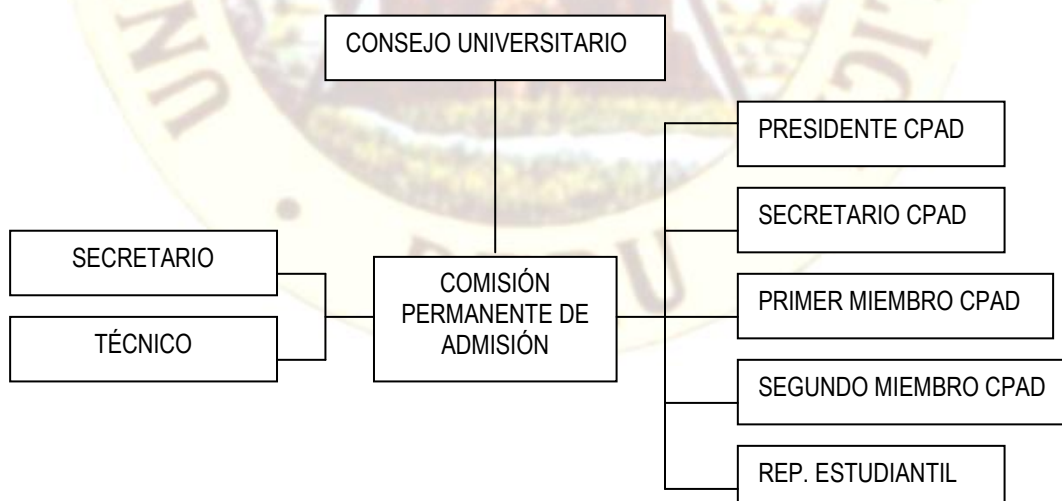 CONSEJO UNIVERSITARIO
PRESIDENTE CPAD
SECRETARIO CPAD
SECRETARIO
COMISIÓN
PERMANENTE DE
ADMISIÓN
PRIMER MIEMBRO CPAD
TÉCNICO
SEGUNDO MIEMBRO CPAD
REP. ESTUDIANTIL